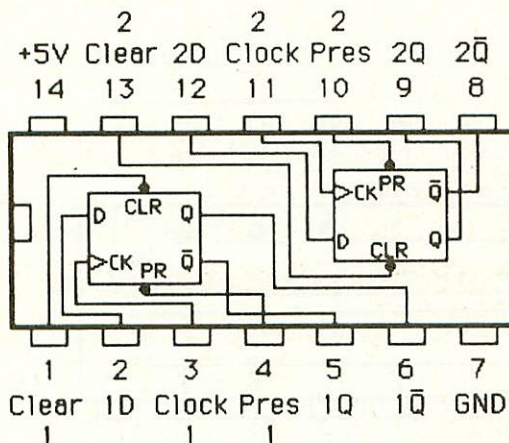 2 2 2
+5V Clear 2D Clock Pres 2Q 2Q̅
14 13 12 11 10 9 8
CK PR Q̅
D CLR Q
D CLR Q
CK PR Q̅
1 2 3 4 5 6 7
Clear 1D Clock Pres 1Q 1Q̅ GND
1 1 1